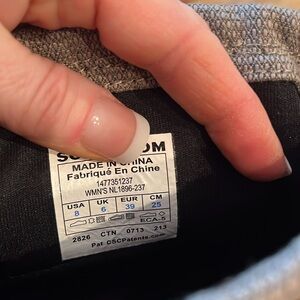 MADE IN CHINA
Fabriqué En Chine
1477351237
WMN'S NL1896-237
USA UK EUR CM
8 6 39 25
ECA-5
2826 CTN 0713 213
Pat CSCPatents.com